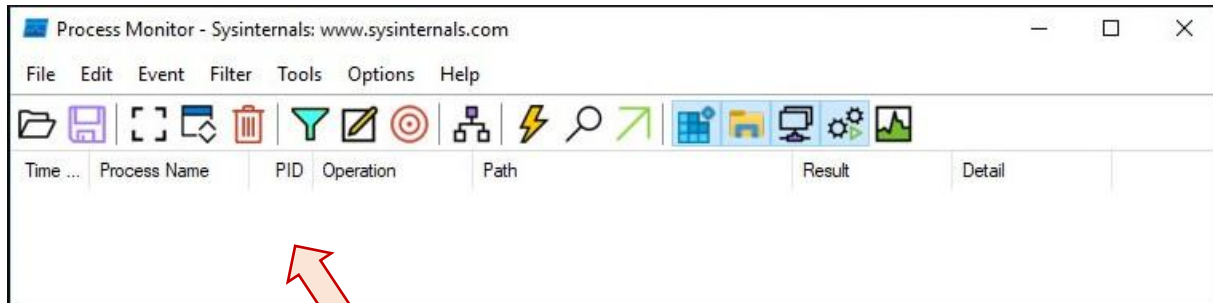 Process Monitor - Sysinternals: www.sysinternals.com
File Edit Event Filter Tools Options Help
Time ... Process Name PID Operation Path Result Detail